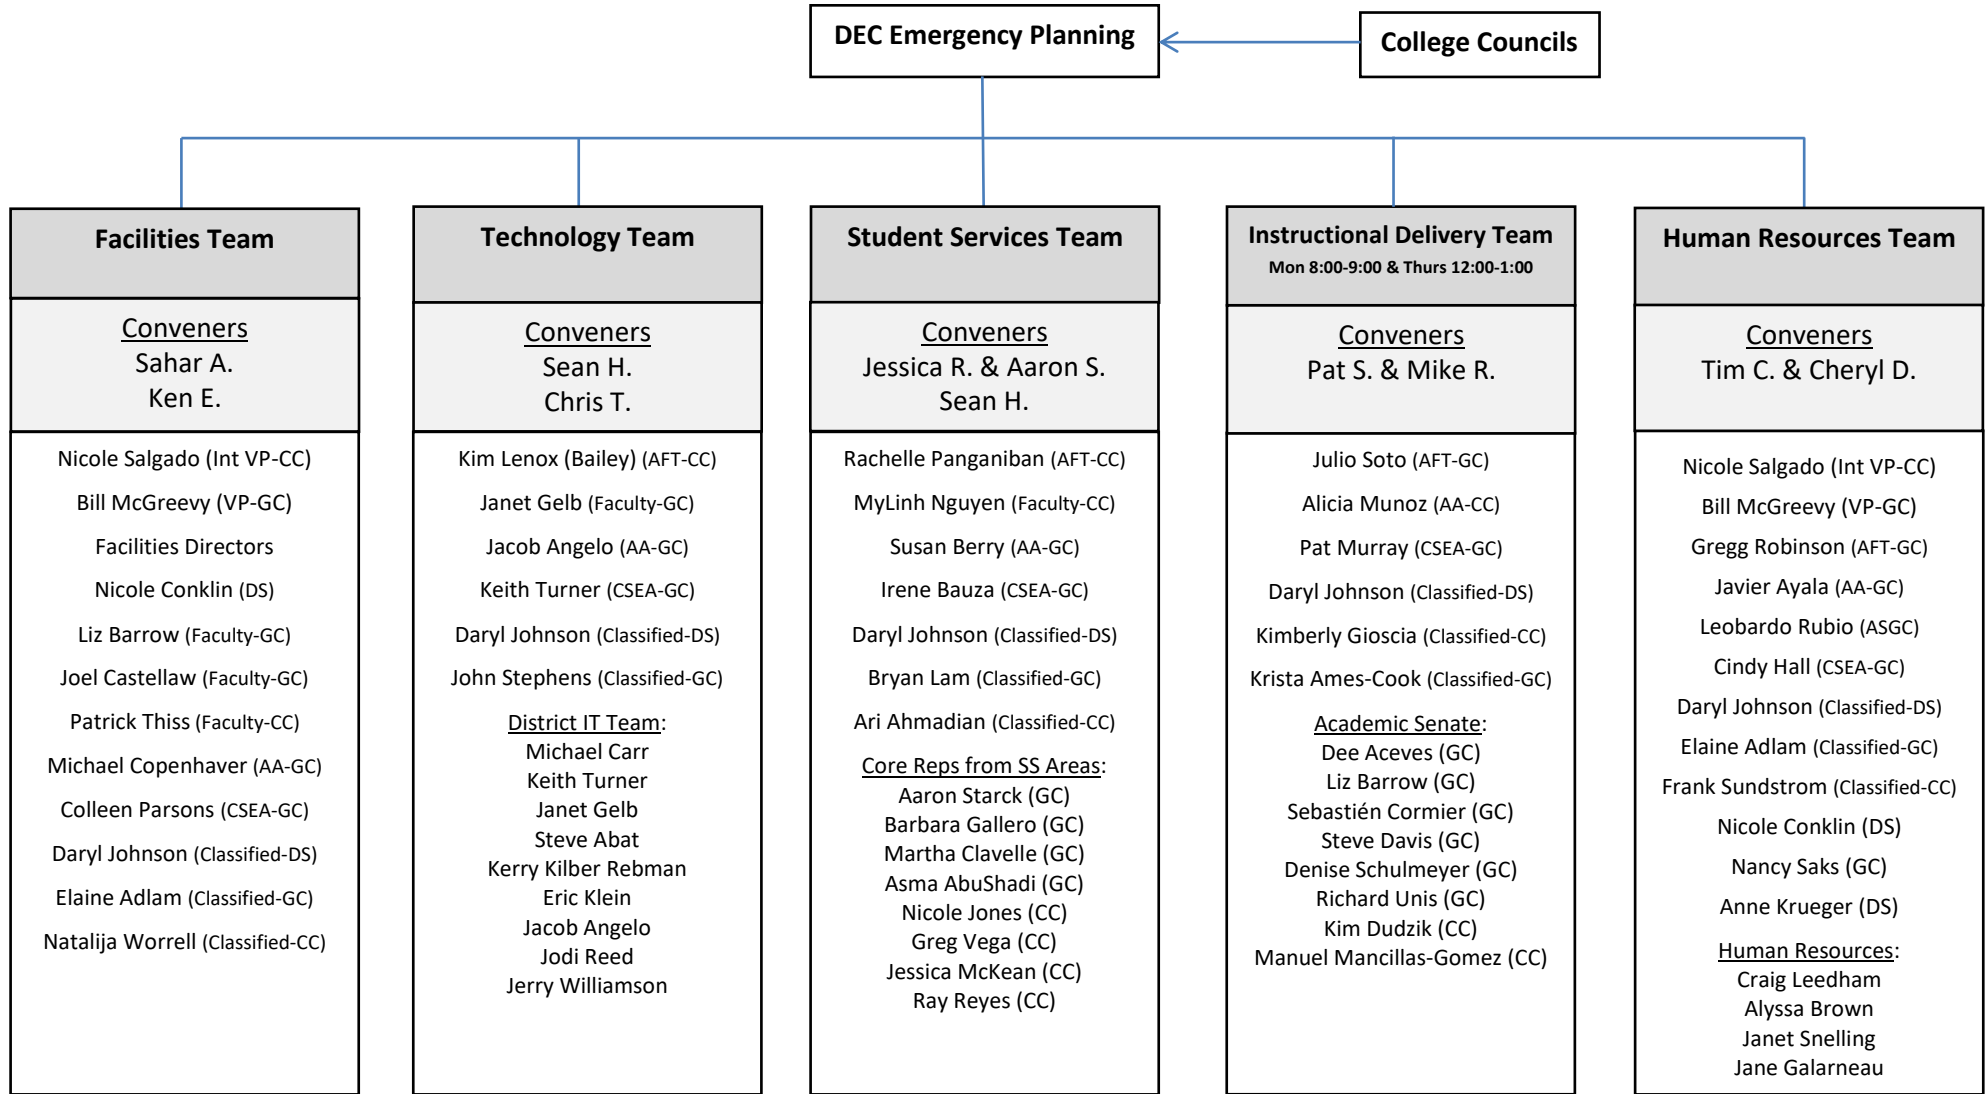 DEC Emergency Planning
College Councils
Facilities Team
Conveners
Sahar A.
Ken E.
Nicole Salgado (Int VP-CC)
Bill McGreevy (VP-GC)
Facilities Directors
Nicole Conklin (DS)
Liz Barrow (Faculty-GC)
Joel Castellaw (Faculty-GC)
Patrick Thiss (Faculty-CC)
Michael Copenhaver (AA-GC)
Colleen Parsons (CSEA-GC)
Daryl Johnson (Classified-DS)
Elaine Adlam (Classified-GC)
Natalija Worrell (Classified-CC)
Technology Team
Conveners
Sean H.
Chris T.
Kim Lenox (Bailey) (AFT-CC)
Janet Gelb (Faculty-GC)
Jacob Angelo (AA-GC)
Keith Turner (CSEA-GC)
Daryl Johnson (Classified-DS)
John Stephens (Classified-GC)
District IT Team:
Michael Carr
Keith Turner
Janet Gelb
Steve Abat
Kerry Kilber Rebman
Eric Klein
Jacob Angelo
Jodi Reed
Jerry Williamson
Student Services Team
Conveners
Jessica R. & Aaron S.
Sean H.
Rachelle Panganiban (AFT-CC)
MyLinh Nguyen (Faculty-CC)
Susan Berry (AA-GC)
Irene Bauza (CSEA-GC)
Daryl Johnson (Classified-DS)
Bryan Lam (Classified-GC)
Ari Ahmadian (Classified-CC)
Core Reps from SS Areas:
Aaron Starck (GC)
Barbara Gallero (GC)
Martha Clavelle (GC)
Asma AbuShadi (GC)
Nicole Jones (CC)
Greg Vega (CC)
Jessica McKean (CC)
Ray Reyes (CC)
Instructional Delivery Team
Mon 8:00-9:00 & Thurs 12:00-1:00
Conveners
Pat S. & Mike R.
Julio Soto (AFT-GC)
Alicia Munoz (AA-CC)
Pat Murray (CSEA-GC)
Daryl Johnson (Classified-DS)
Kimberly Gioscia (Classified-CC)
Krista Ames-Cook (Classified-GC)
Academic Senate:
Dee Aceves (GC)
Liz Barrow (GC)
Sebastién Cormier (GC)
Steve Davis (GC)
Denise Schulmeyer (GC)
Richard Unis (GC)
Kim Dudzik (CC)
Manuel Mancillas-Gomez (CC)
Human Resources Team
Conveners
Tim C. & Cheryl D.
Nicole Salgado (Int VP-CC)
Bill McGreevy (VP-GC)
Gregg Robinson (AFT-GC)
Javier Ayala (AA-GC)
Leobardo Rubio (ASGC)
Cindy Hall (CSEA-GC)
Daryl Johnson (Classified-DS)
Elaine Adlam (Classified-GC)
Frank Sundstrom (Classified-CC)
Nicole Conklin (DS)
Nancy Saks (GC)
Anne Krueger (DS)
Human Resources:
Craig Leedham
Alyssa Brown
Janet Snelling
Jane Galarneau